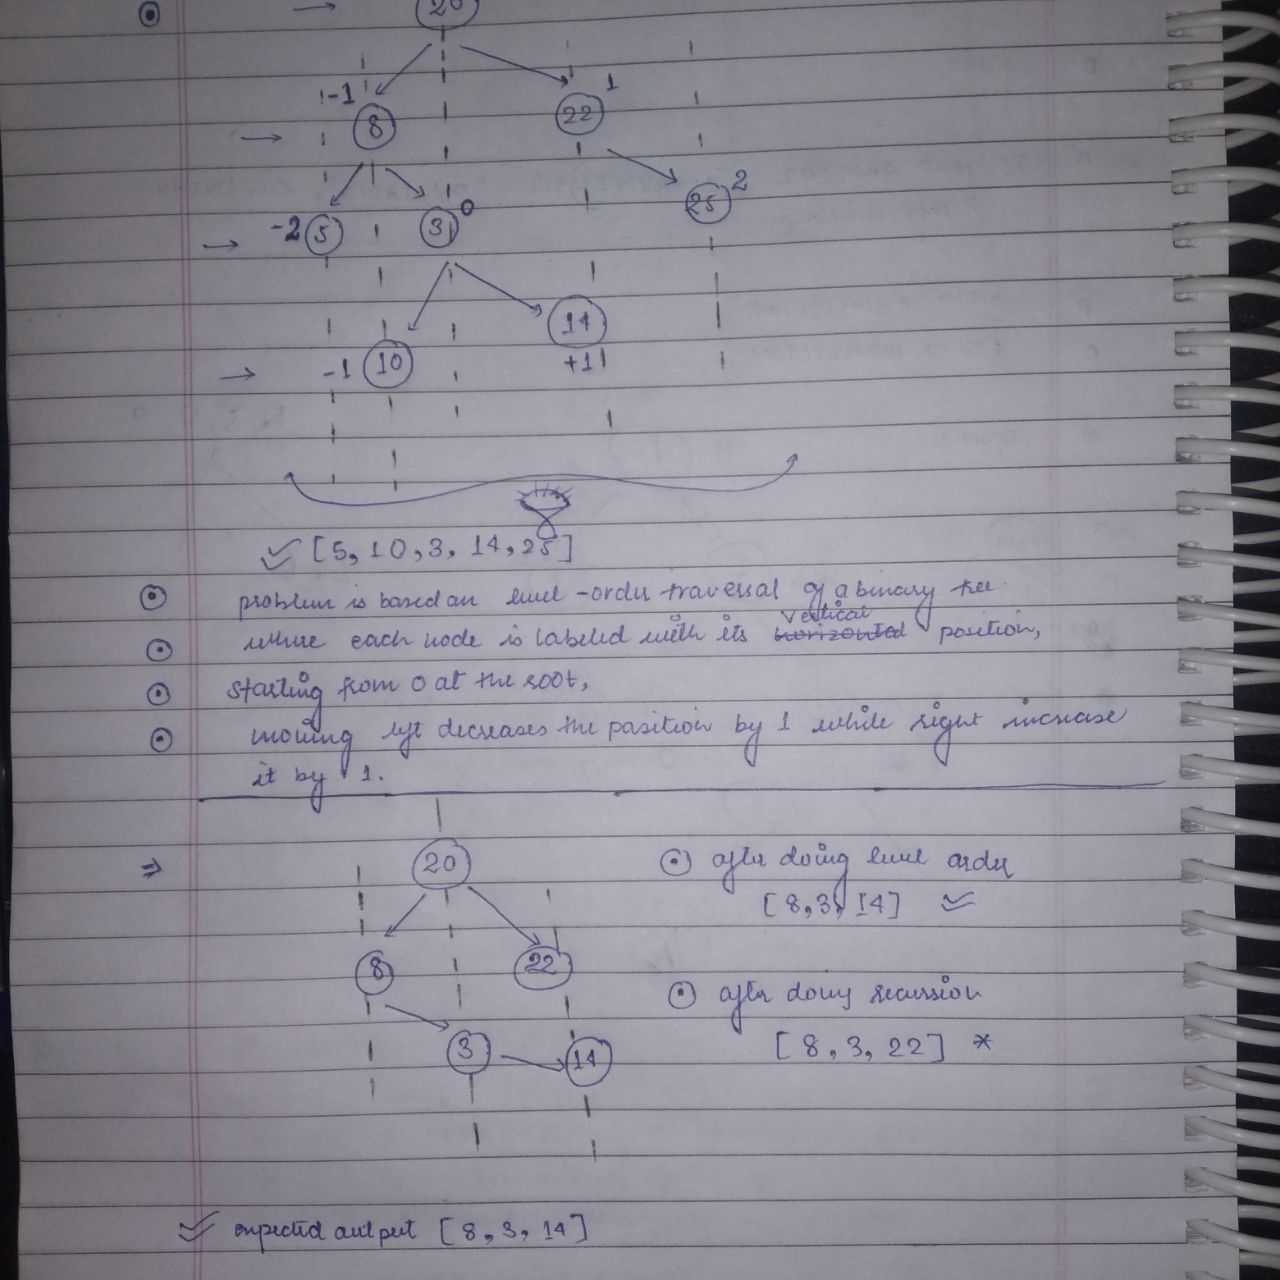 20
-1
8
22
1
-2
5
3
0
25
2
-1
10
14
+1
[5, 10, 3, 14, 25]
problem is based on level-order traversal of a binary tree
where each node is labeled with its horizontal vertical position,
starting from 0 at the root,
moving left decreases the position by 1 while right increase
it by 1.
20
after doing level order
[8,3,14]
8
22
after doing recursion
3
14
[8,3,22] *
expected output [8,3,14]